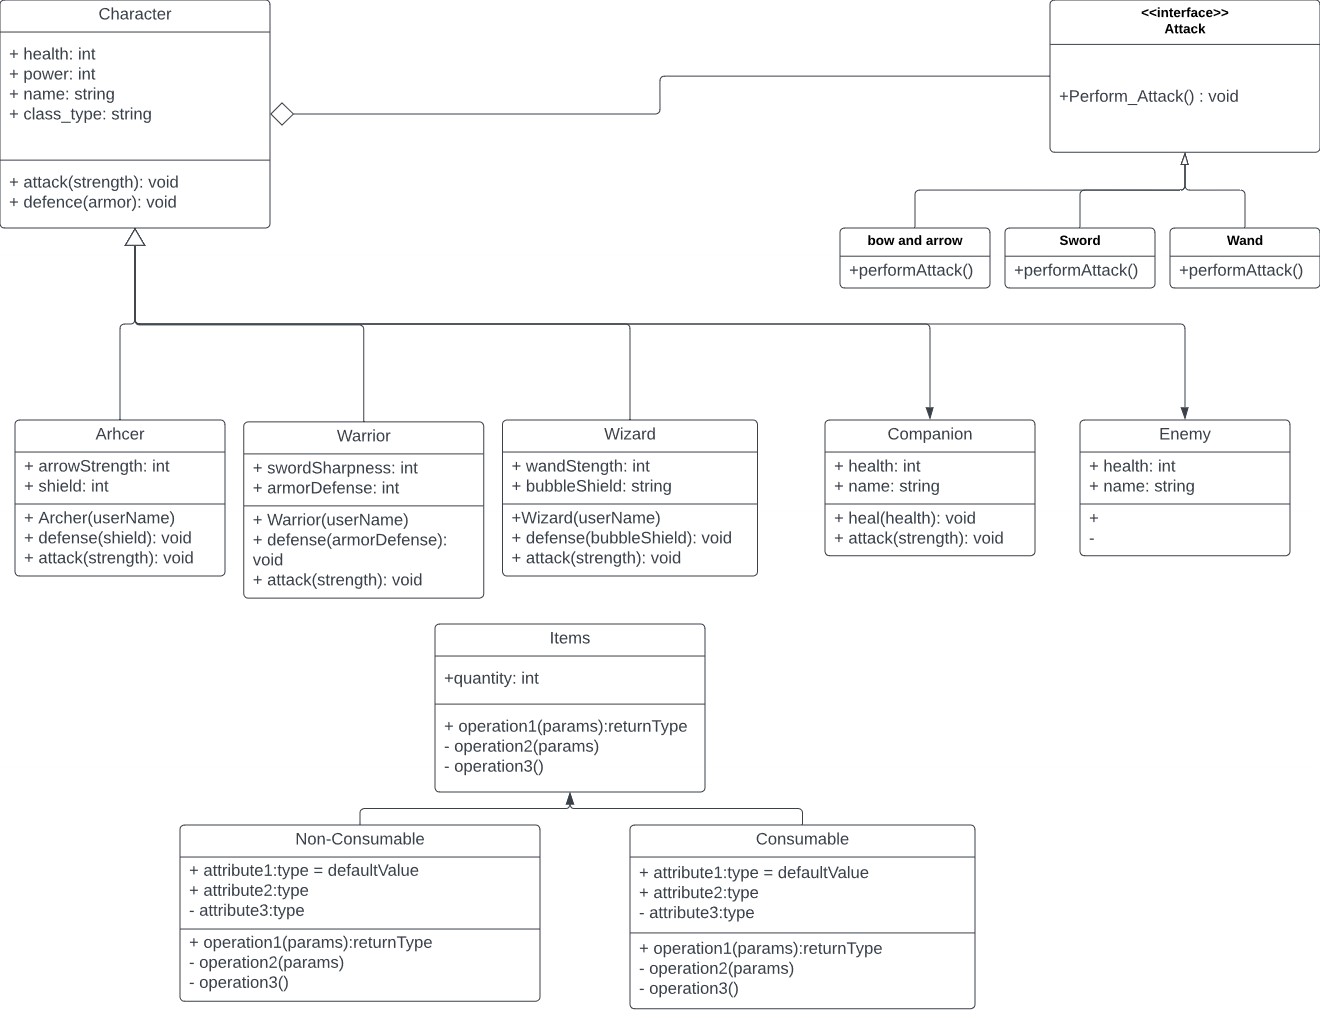 Character
+ health: int
+ power: int
+ name: string
+ class_type: string
+ attack(strength): void
+ defence(armor): void
<<interface>>
Attack
+Perform_Attack() : void
bow and arrow
+performAttack()
Sword
+performAttack()
Wand
+performAttack()
Arhcer
+ arrowStrength: int
+ shield: int
+ Archer(userName)
+ defense(shield): void
+ attack(strength): void
Warrior
+ swordSharpness: int
+ armorDefense: int
+ Warrior(userName)
+ defense(armorDefense):
void
+ attack(strength): void
Wizard
+ wandStength: int
+ bubbleShield: string
+Wizard(userName)
+ defense(bubbleShield): void
+ attack(strength): void
Companion
+ health: int
+ name: string
+ heal(health): void
+ attack(strength): void
Enemy
+ health: int
+ name: string
+
-
Items
+quantity: int
+ operation1(params):returnType
- operation2(params)
- operation3()
Non-Consumable
+ attribute1:type = defaultValue
+ attribute2:type
- attribute3:type
+ operation1(params):returnType
- operation2(params)
- operation3()
Consumable
+ attribute1:type = defaultValue
+ attribute2:type
- attribute3:type
+ operation1(params):returnType
- operation2(params)
- operation3()